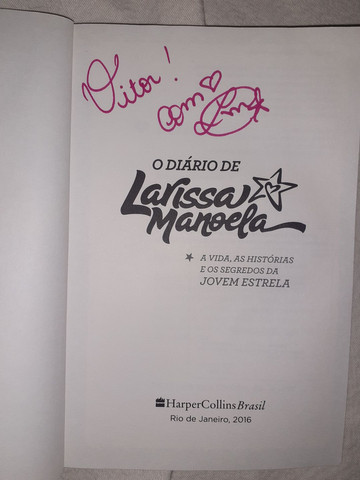 Vitor!
com
O DIÁRIO DE
Larissa
Manoela
A VIDA, AS HISTÓRIAS
E OS SEGREDOS DA
JOVEM ESTRELA
HarperCollins Brasil
Rio de Janeiro, 2016